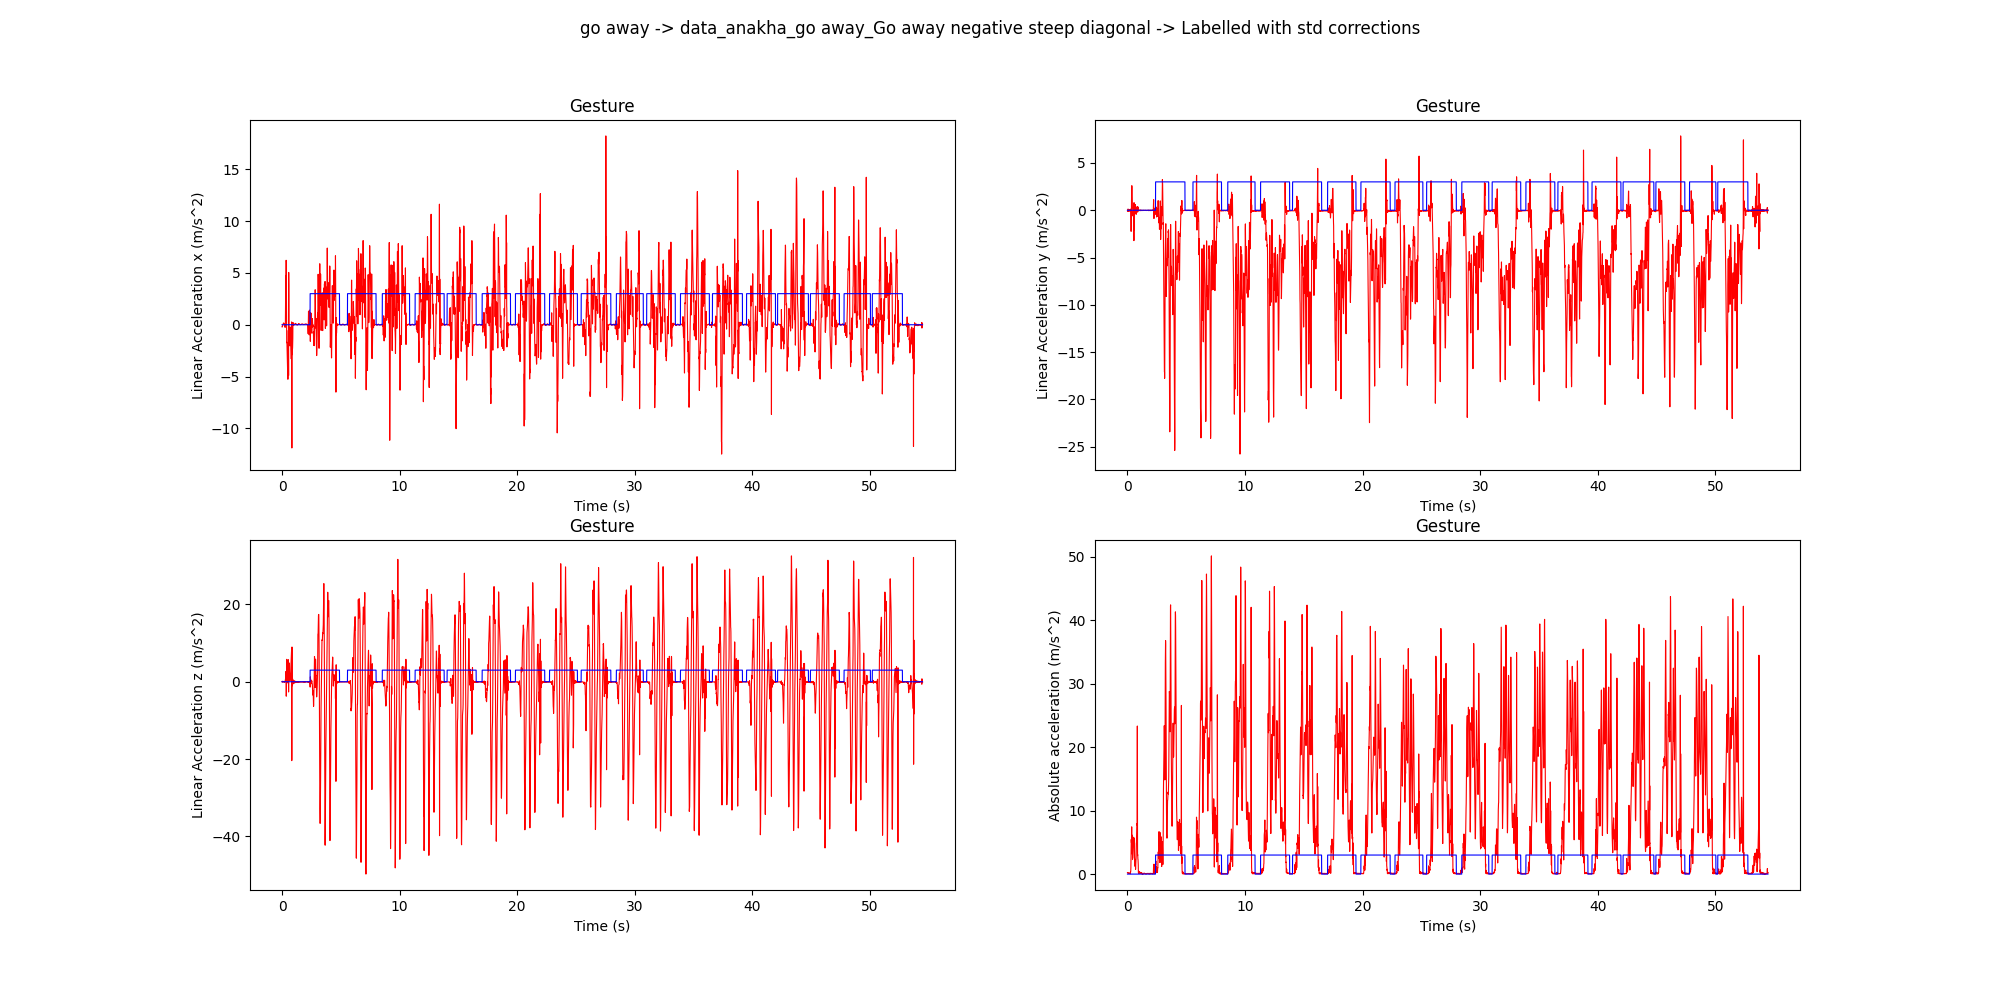 go away -> data_anakha_go away_Go away negative steep diagonal -> Labelled with std corrections
Gesture
Linear Acceleration x (m/s^2)
15
10
5
0
−5
−10
0 10 20 30 40 50
Time (s)
Gesture
Linear Acceleration y (m/s^2)
5
0
−5
−10
−15
−20
−25
0 10 20 30 40 50
Time (s)
Gesture
Linear Acceleration z (m/s^2)
20
0
−20
−40
0 10 20 30 40 50
Time (s)
Gesture
Absolute acceleration (m/s^2)
50
40
30
20
10
0
0 10 20 30 40 50
Time (s)